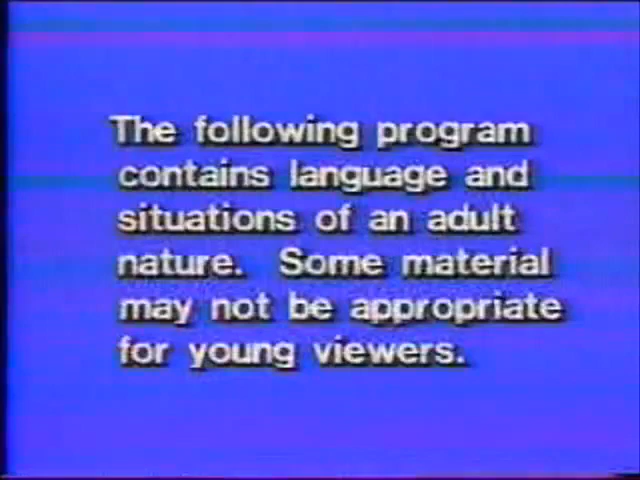 The following program
contains language and
situations of an adult
nature. Some material
may not be appropriate
for young viewers.